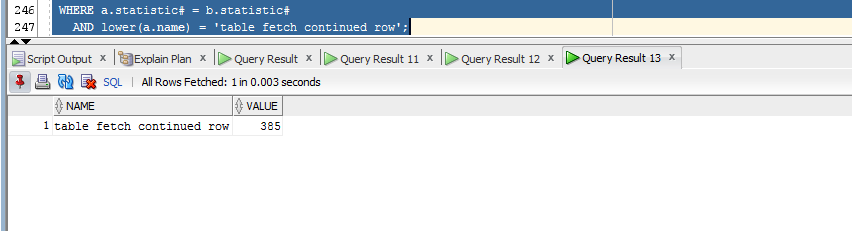 246 WHERE a.statistic# = b.statistic#
247 AND lower(a.name) = 'table fetch continued row';
Script Output x Explain Plan x Query Result x Query Result 11 x Query Result 12 x Query Result 13 x
SQL | All Rows Fetched: 1 in 0.003 seconds
NAME VALUE
1 table fetch continued row 385